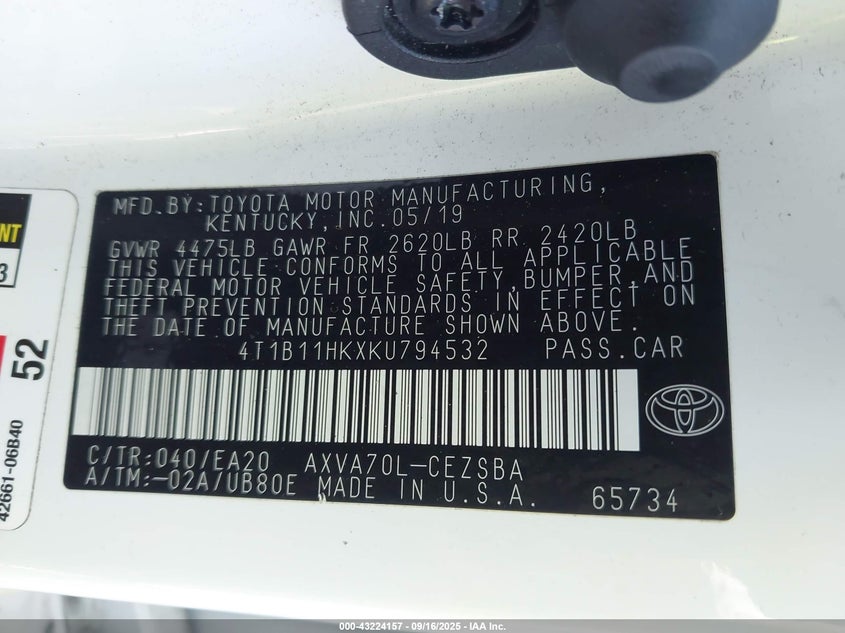 MFD.BY:TOYOTA MOTOR MANUFACTURING,
KENTUCKY,INC.05/19
GVWR 4475LB GAWR FR 2620LB RR 2420LB
THIS VEHICLE CONFORMS TO ALL APPLICABLE
FEDERAL MOTOR VEHICLE SAFETY,BUMPER,AND
THEFT PREVENTION STANDARDS IN EFFECT ON
THE DATE OF MANUFACTURE SHOWN ABOVE.
4T1B11HKXKU794532 PASS.CAR
C/TR:040/EA20 AXVA70L-CEZSBA
A/TM:-02A/UB80E MADE IN U.S.A. 65734
NT
3
52
42661-06B40
000-43224157 - 09/16/2025 - IAA Inc.